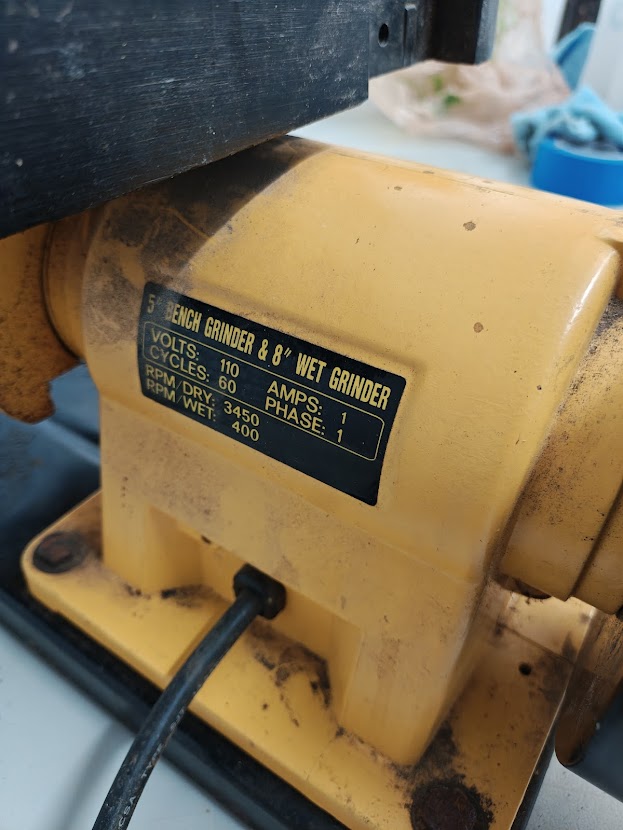 5" BENCH GRINDER & 8" WET GRINDER
VOLTS: 110 AMPS: 1
CYCLES: 60 PHASE: 1
RPM/DRY: 3450
RPM/WET: 400
CSA